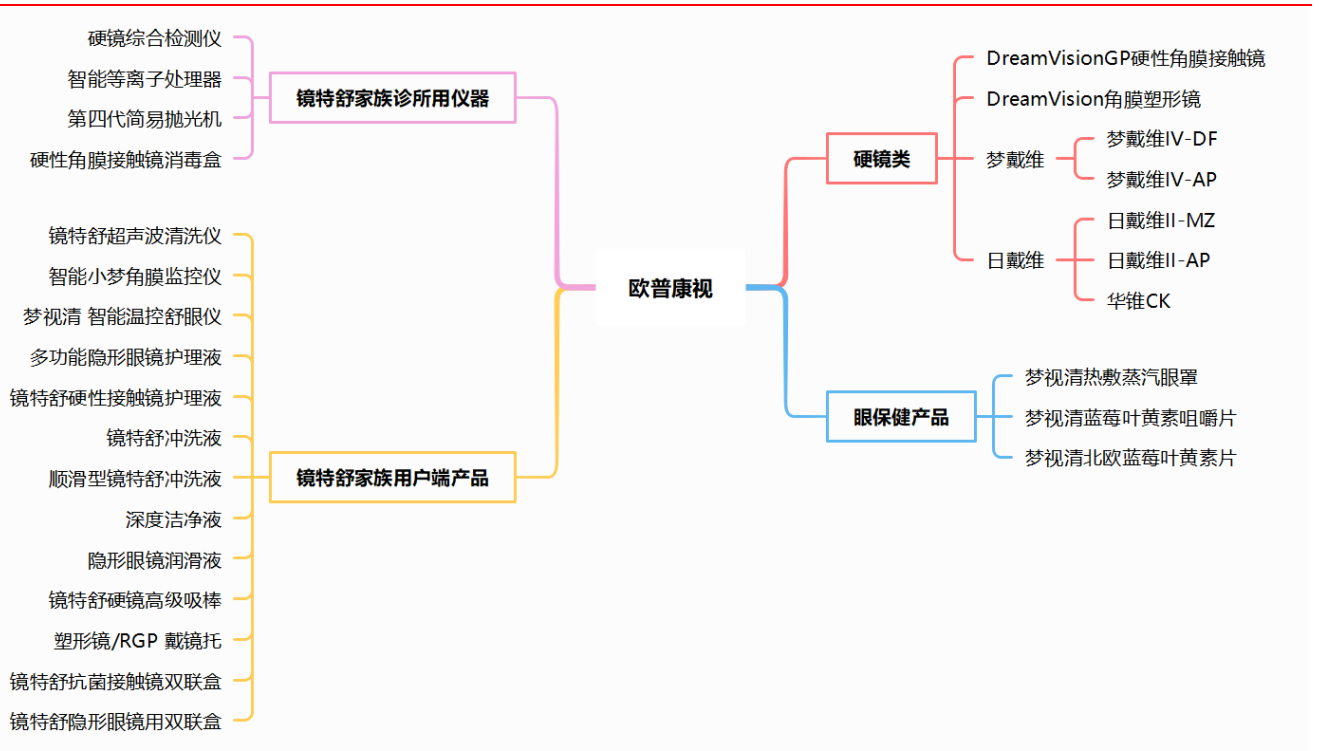 欧普康视
硬镜类
DreamVisionGP硬性角膜接触镜
DreamVision角膜塑形镜
梦戴维
梦戴维IV-DF
梦戴维IV-AP
日戴维
日戴维II-MZ
日戴维II-AP
华锥CK
眼保健产品
梦视清热敷蒸汽眼罩
梦视清蓝莓叶黄素咀嚼片
梦视清北欧蓝莓叶黄素片
镜特舒家族诊所用仪器
硬镜综合检测仪
智能等离子处理器
第四代简易抛光机
硬性角膜接触镜消毒盒
镜特舒家族用户端产品
镜特舒超声波清洗仪
智能小梦角膜监控仪
梦视清 智能温控舒眼仪
多功能隐形眼镜护理液
镜特舒硬性接触镜护理液
镜特舒冲洗液
顺滑型镜特舒冲洗液
深度洁净液
隐形眼镜润滑液
镜特舒硬镜高级吸棒
塑形镜/RGP 戴镜托
镜特舒抗菌接触镜双联盒
镜特舒隐形眼镜用双联盒